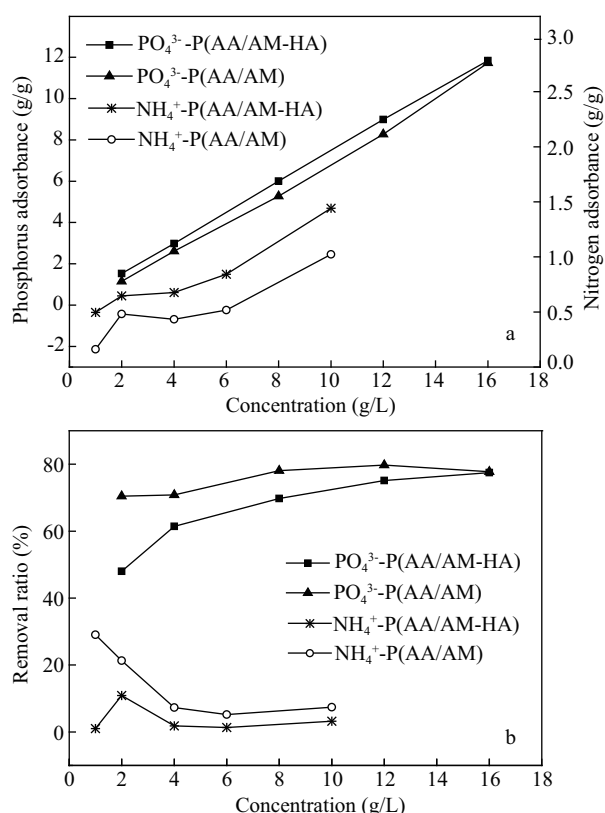 PO₄³⁻-P(AA/AM-HA)
PO₄³⁻-P(AA/AM)
NH₄⁺-P(AA/AM-HA)
NH₄⁺-P(AA/AM)
Phosphorus adsorbance (g/g)
12
10
8
6
4
2
0
-2
Nitrogen adsorbance (g/g)
3.0
2.5
2.0
1.5
1.0
0.5
0.0
a
0 2 4 6 8 10 12 14 16 18
Concentration (g/L)
Removal ratio (%)
80
60
40
20
0
PO₄³⁻-P(AA/AM-HA)
PO₄³⁻-P(AA/AM)
NH₄⁺-P(AA/AM-HA)
NH₄⁺-P(AA/AM)
b
0 2 4 6 8 10 12 14 16 18
Concentration (g/L)